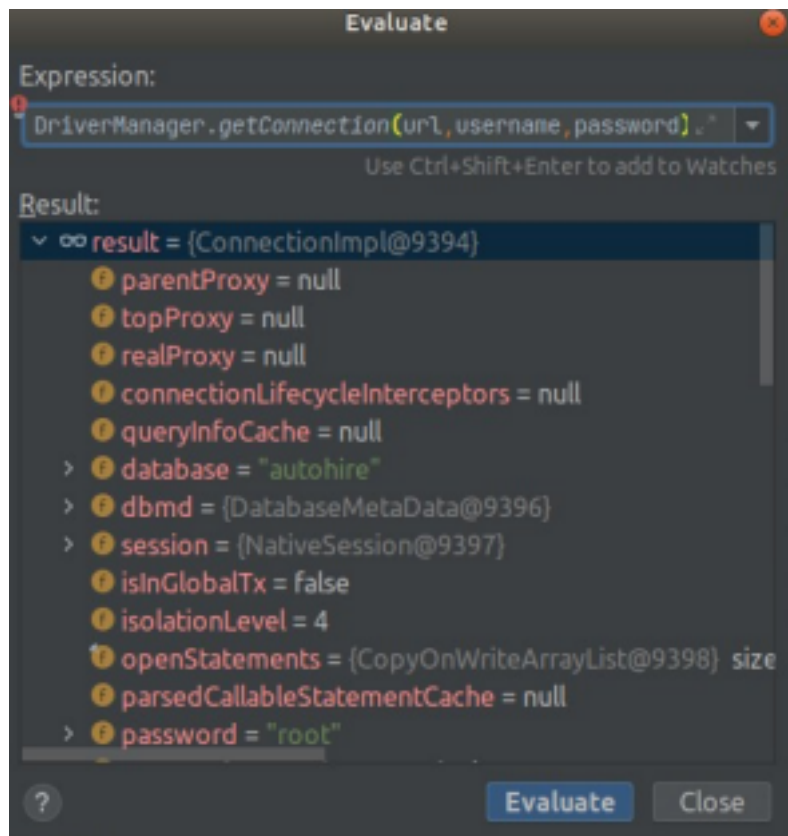 Evaluate
Expression:
DriverManager.getConnection(url,username,password)
Use Ctrl+Shift+Enter to add to Watches
Result:
result = {ConnectionImpl@9394}
parentProxy = null
topProxy = null
realProxy = null
connectionLifecycleInterceptors = null
queryInfoCache = null
database = "autohire"
dbmd = {DatabaseMetaData@9396}
session = {NativeSession@9397}
isInGlobalTx = false
isolationLevel = 4
openStatements = {CopyOnWriteArrayList@9398} size
parsedCallableStatementCache = null
password = "root"
? Evaluate Close